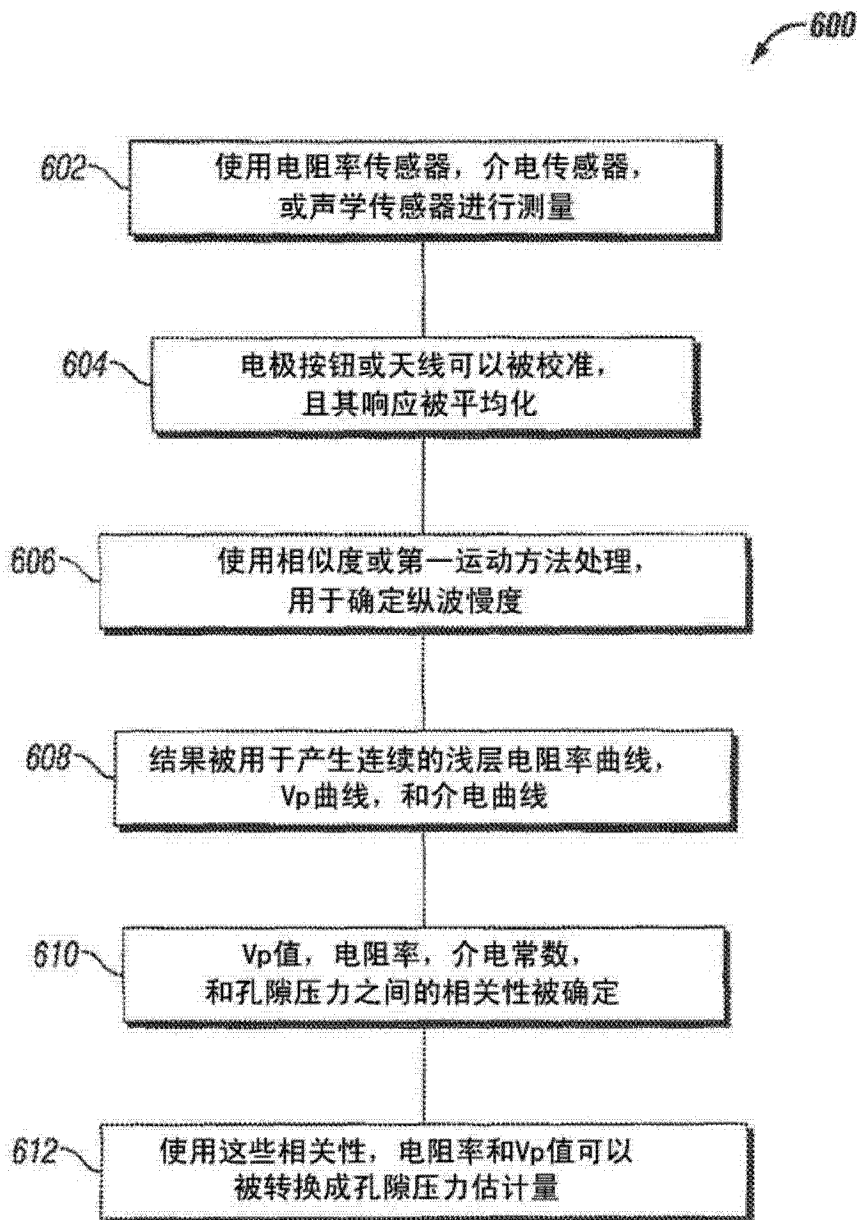 600
602
使用电阻率传感器，介电传感器，
或声学传感器进行测量
604
电极按钮或天线可以被校准，
且其响应被平均化
606
使用相似度或第一运动方法处理，
用于确定纵波慢度
608
结果被用于产生连续的浅层电阻率曲线，
Vp曲线，和介电曲线
610
Vp值，电阻率，介电常数，
和孔隙压力之间的相关性被确定
612
使用这些相关性，电阻率和Vp值可以
被转换成孔隙压力估计量